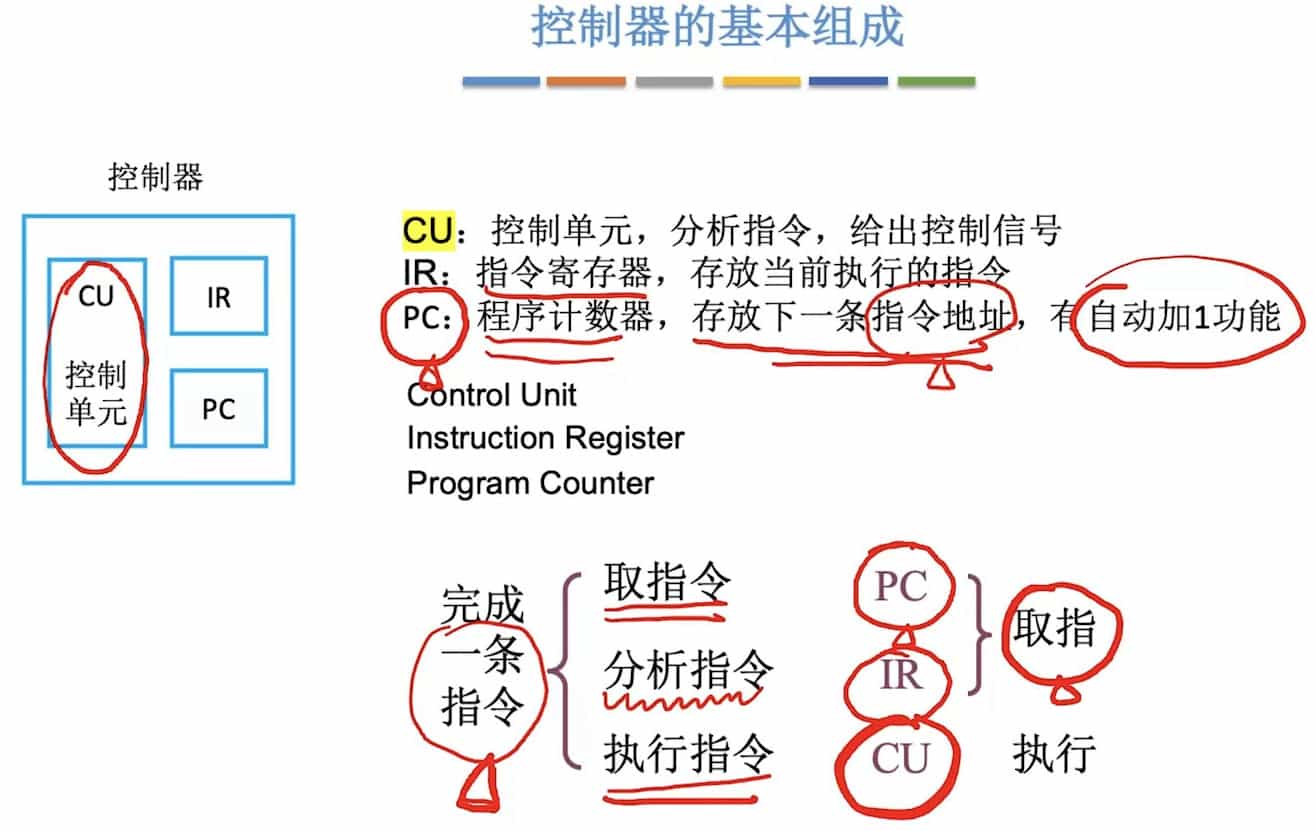 控制器的基本组成
控制器
CU
控制
单元
IR
PC
CU：控制单元，分析指令，给出控制信号
IR：指令寄存器，存放当前执行的指令
PC：程序计数器，存放下一条指令地址，有自动加1功能
Control Unit
Instruction Register
Program Counter
完成
一条
指令
取指令
分析指令
执行指令
PC
IR
CU
取指
执行